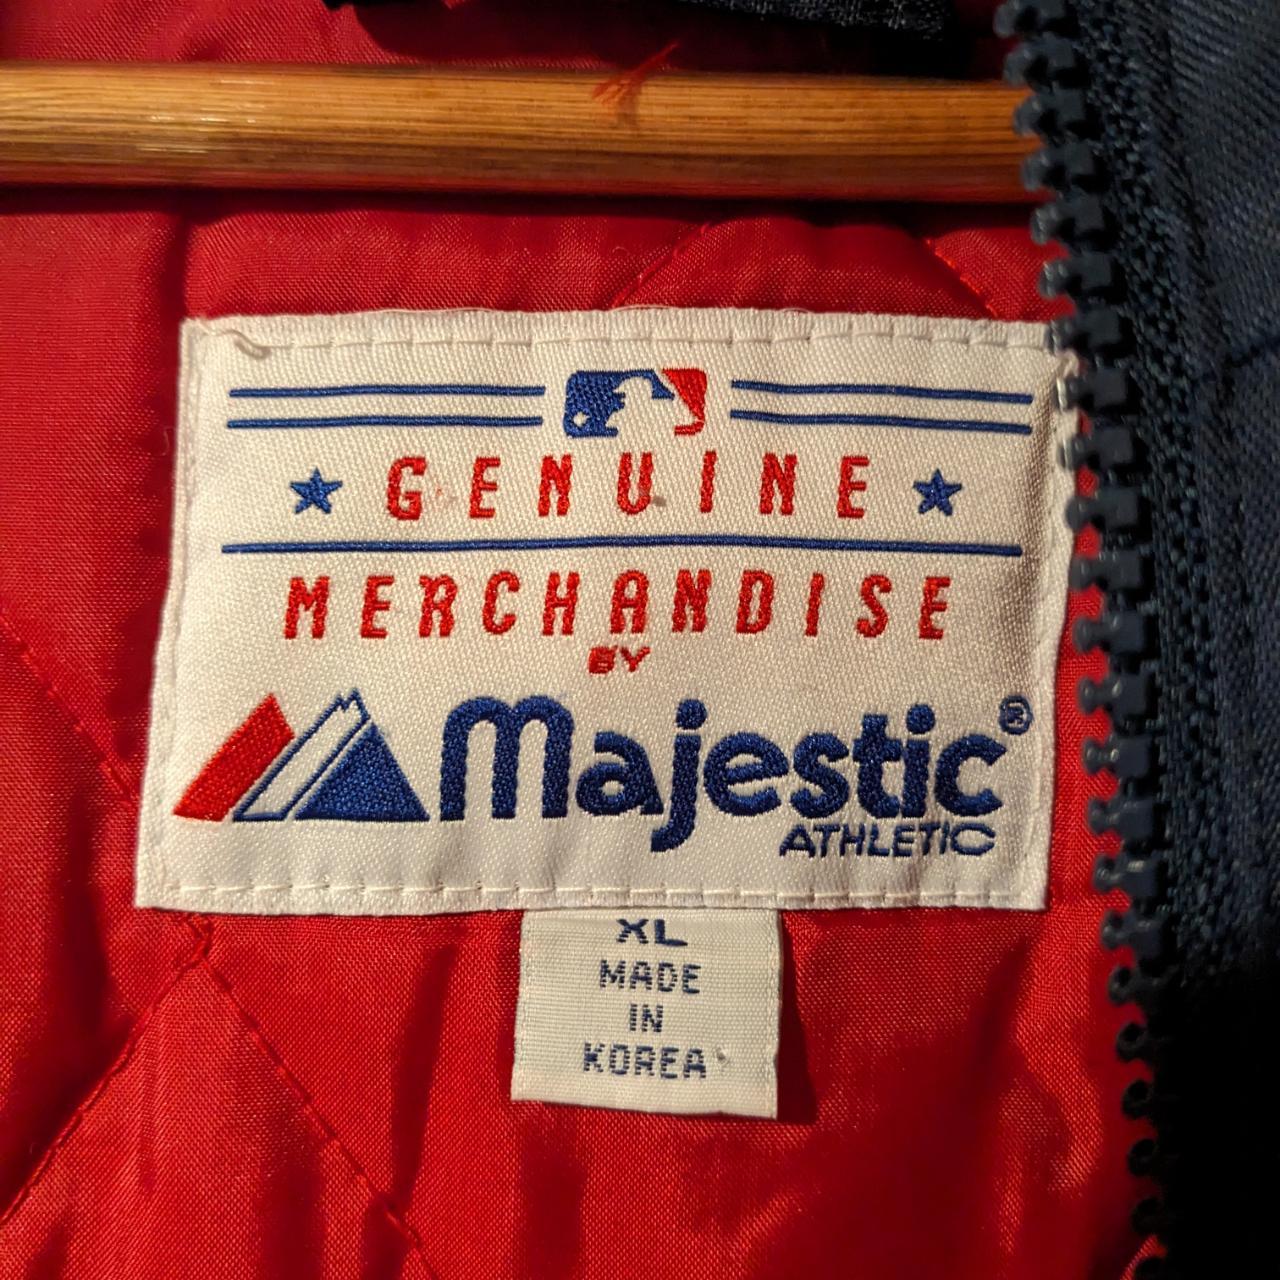 GENUINE
MERCHANDISE
BY
Majestic®
ATHLETIC
XL
MADE
IN
KOREA